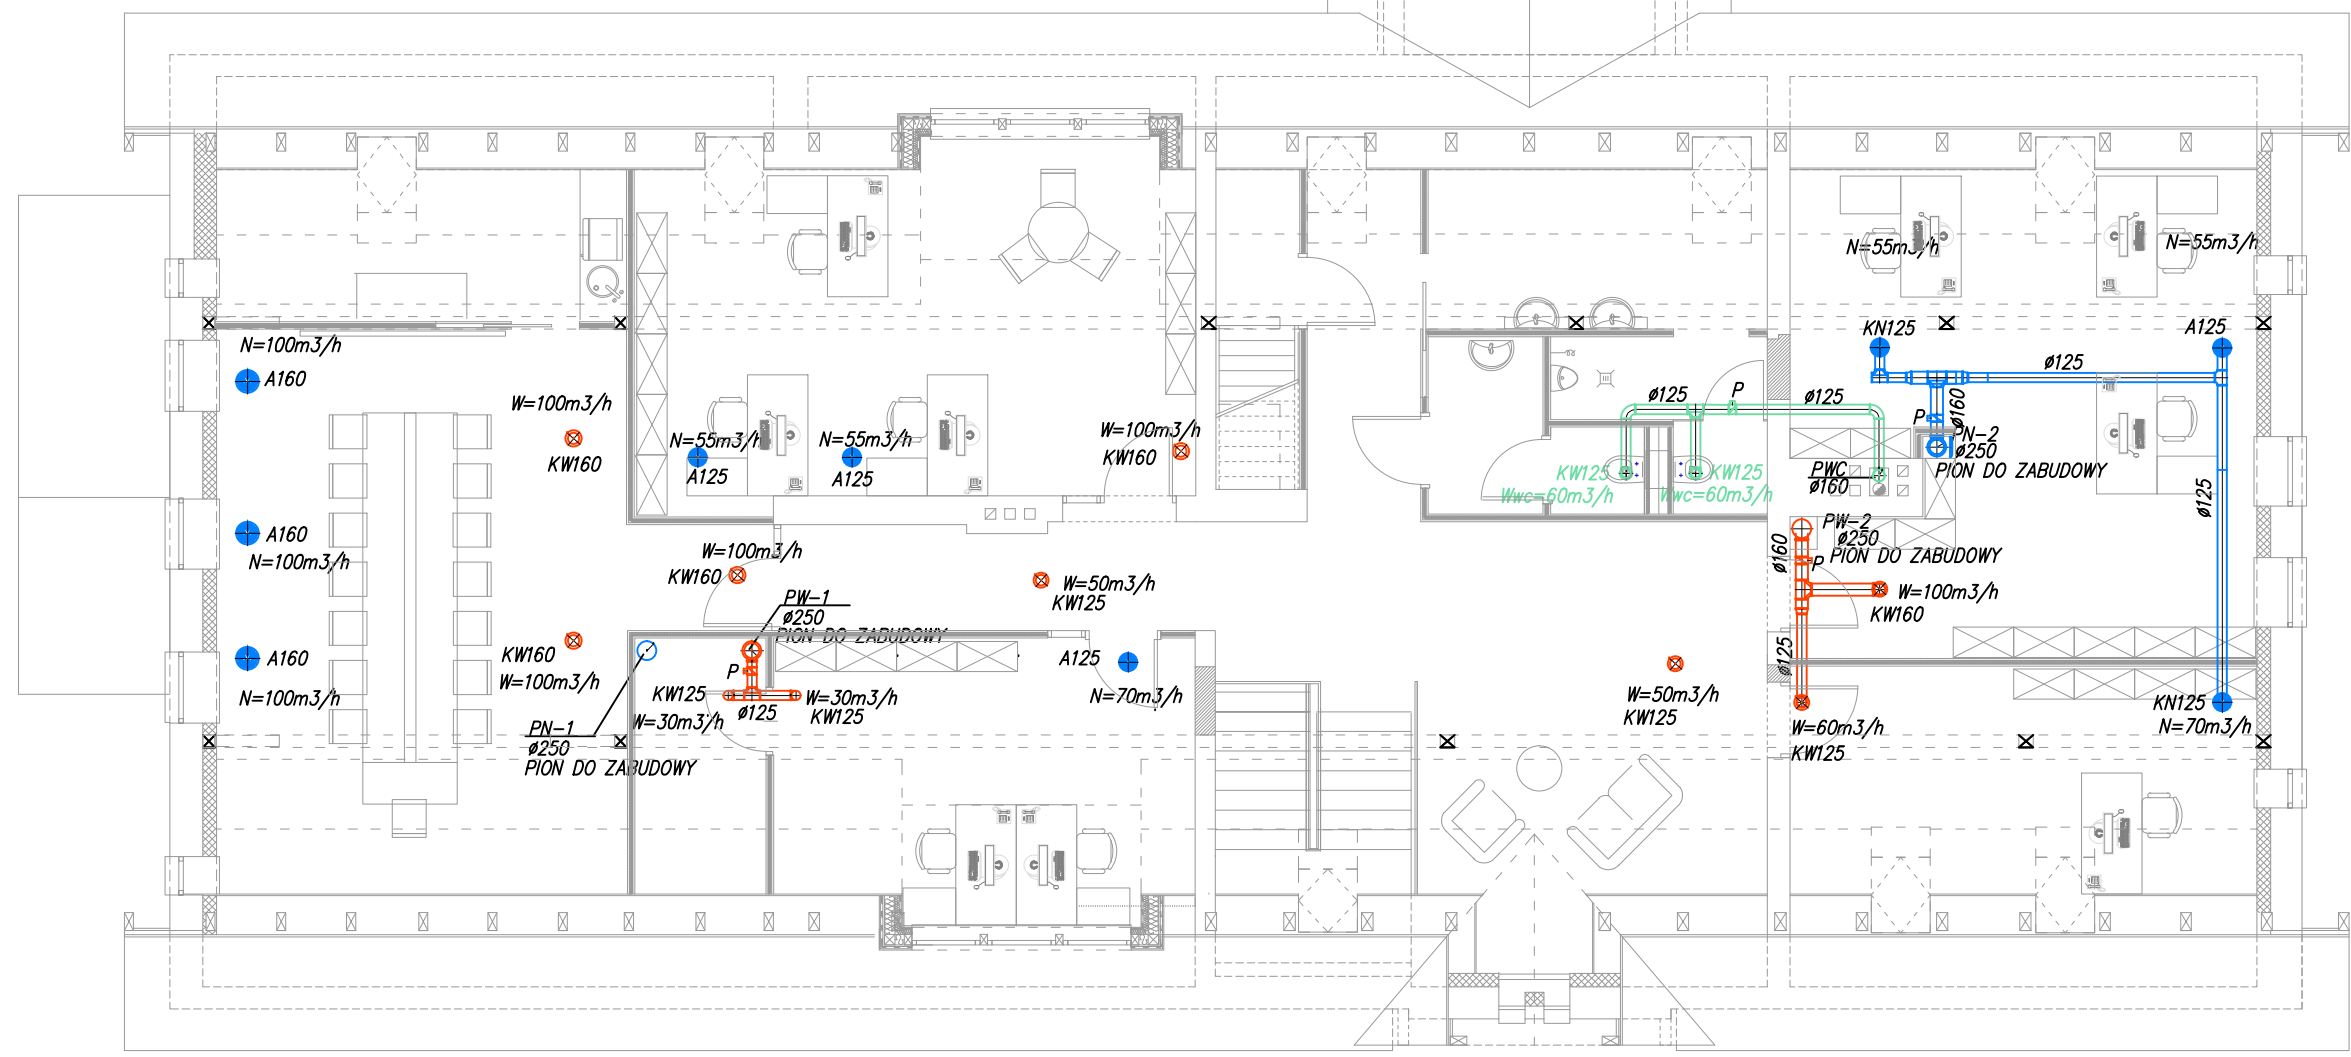 N=55m3/h
N=55m3/h
KN125
A125
N=100m3/h
A160
ø125
P
ø125
P
ø125
ø160
W=100m3/h
KW160
N=55m3/h
A125
N=55m3/h
A125
W=100m3/h
KW160
KW125
Wwc=60m3/h
KW125
Wwc=60m3/h
PWC
ø160
PN-2
ø250
PION DO ZABUDOWY
ø125
A160
N=100m3/h
W=100m3/h
KW160
W=50m3/h
KW125
PW-2
ø250
PION DO ZABUDOWY
ø160
P
W=100m3/h
KW160
PW-1
ø250
PION DO ZABUDOWY
A160
N=100m3/h
KW160
W=100m3/h
P
KW125
W=30m3/h
ø125
W=30m3/h
KW125
A125
N=70m3/h
W=50m3/h
KW125
ø125
W=60m3/h
KW125
KN125
N=70m3/h
PN-1
ø250
PION DO ZABUDOWY